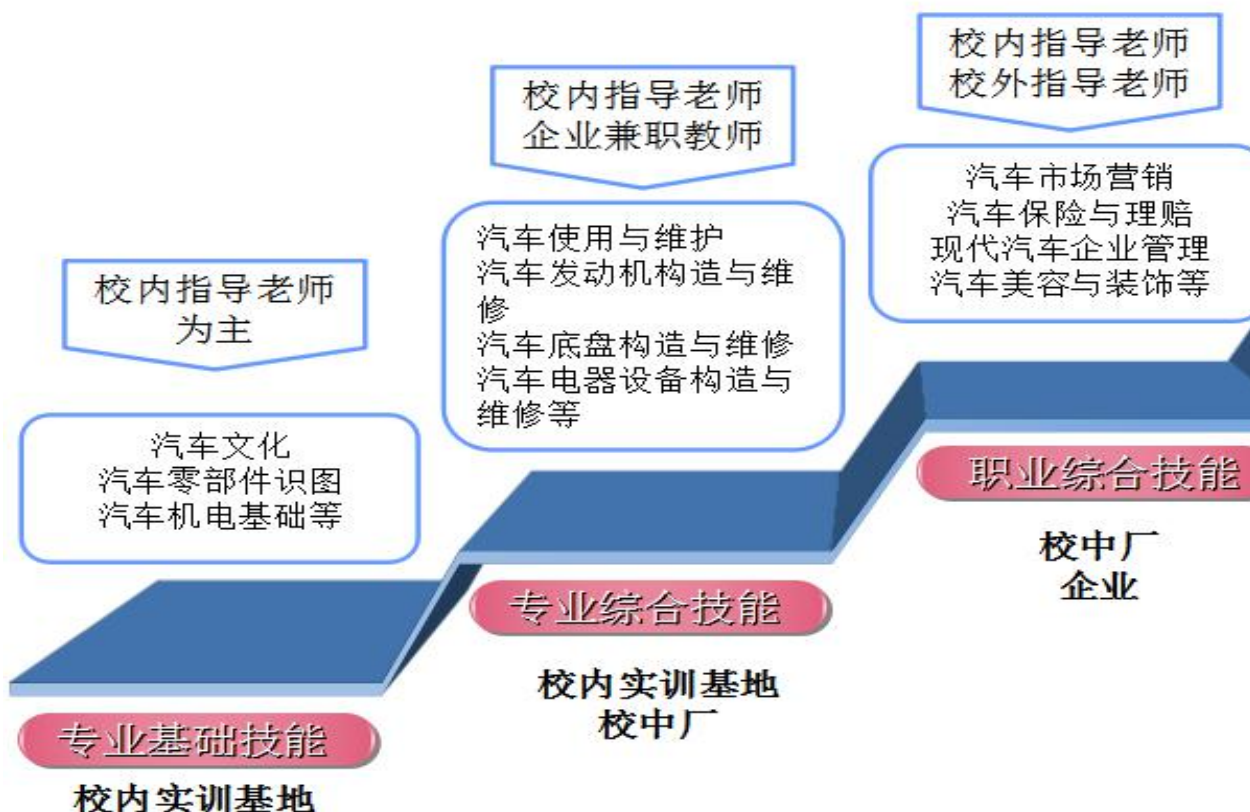 校内指导老师
为主
汽车文化
汽车零部件识图
汽车机电基础等
专业基础技能
校内实训基地
校内指导老师
企业兼职教师
汽车使用与维护
汽车发动机构造与维
修
汽车底盘构造与维修
汽车电器设备构造与
维修等
专业综合技能
校内实训基地
校中厂
校内指导老师
校外指导老师
汽车市场营销
汽车保险与理赔
现代汽车企业管理
汽车美容与装饰等
职业综合技能
校中厂
企业